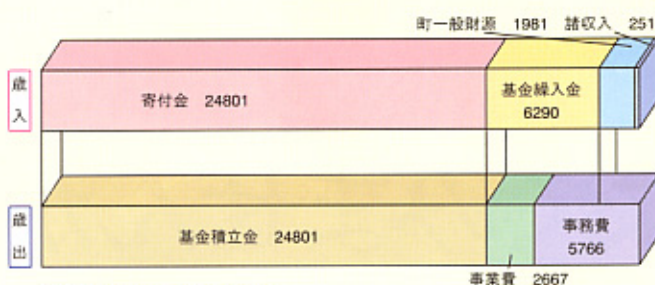 町一般財源 1981 諸収入 251
歳入
寄付金 24801
基金繰入金
6290
歳出
基金積立金 24801
事務費
5766
事業費 2667